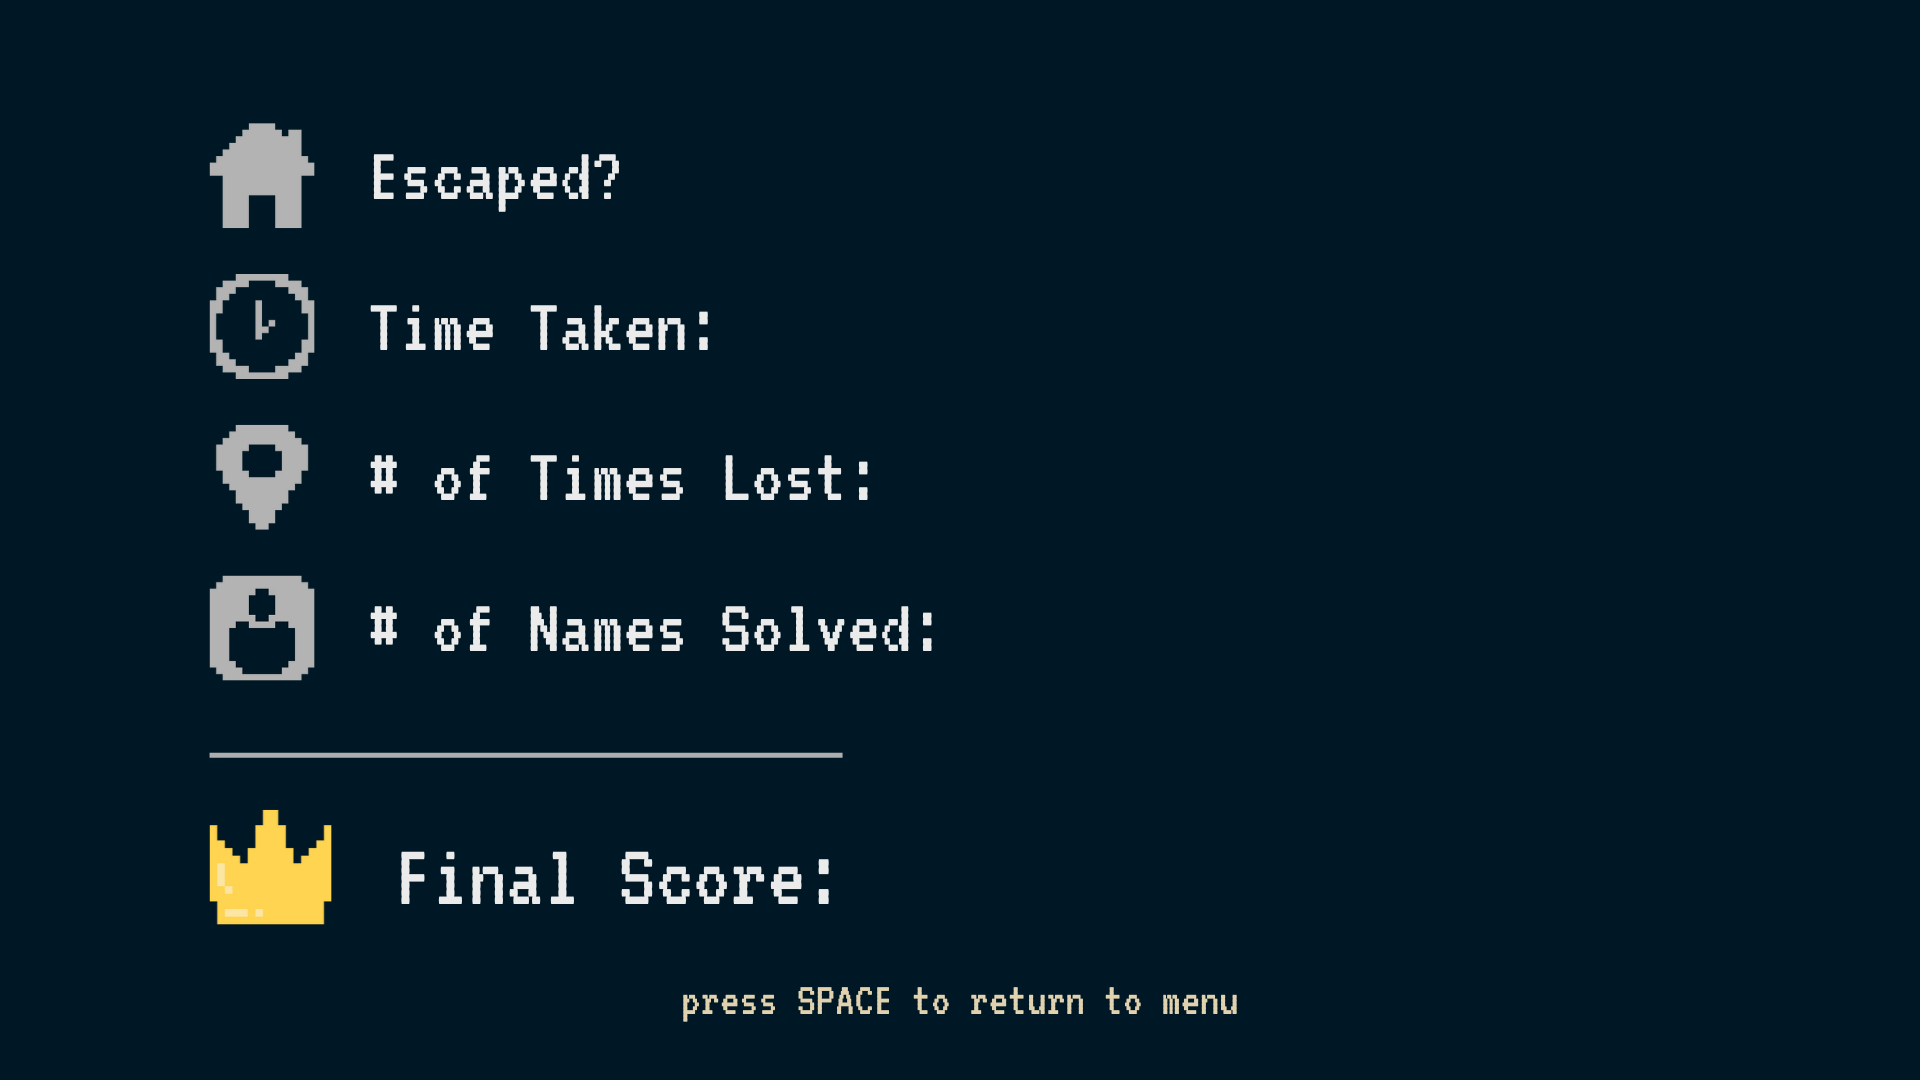 Escaped?
Time Taken:
# of Times Lost:
# of Names Solved:
Final Score:
press SPACE to return to menu